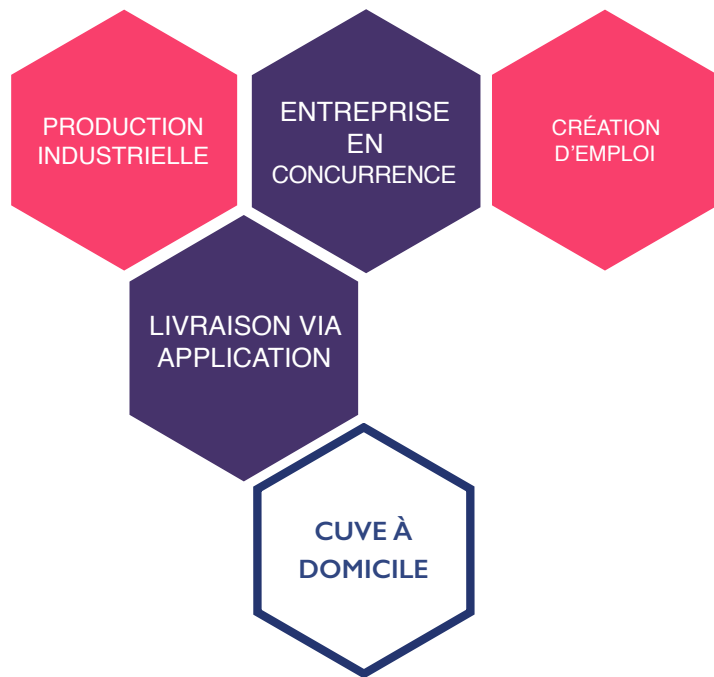 PRODUCTION
INDUSTRIELLE
ENTREPRISE
EN
CONCURRENCE
CRÉATION
D’EMPLOI
LIVRAISON VIA
APPLICATION
CUVE À
DOMICILE